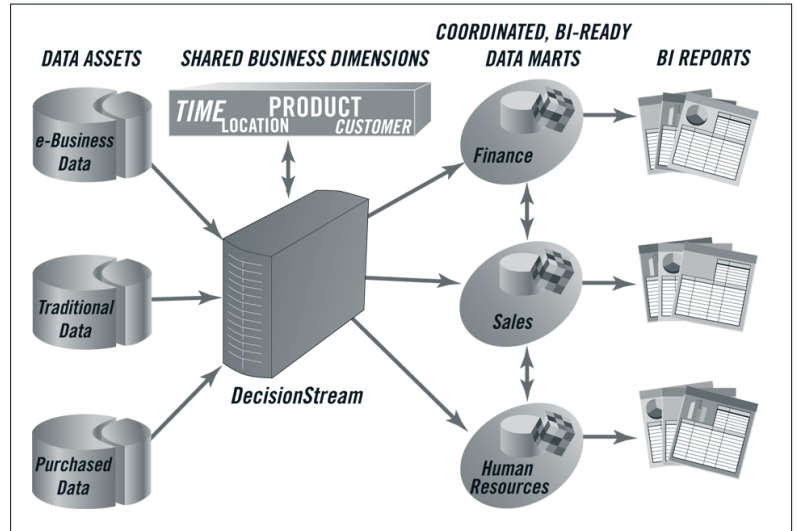 COORDINATED, BI-READY
DATA ASSETS
SHARED BUSINESS DIMENSIONS
DATA MARTS
BI REPORTS
TIME
PRODUCT
LOCATION
CUSTOMER
e-Business
Data
Finance
Traditional
Data
Sales
DecisionStream
Purchased
Data
Human
Resources